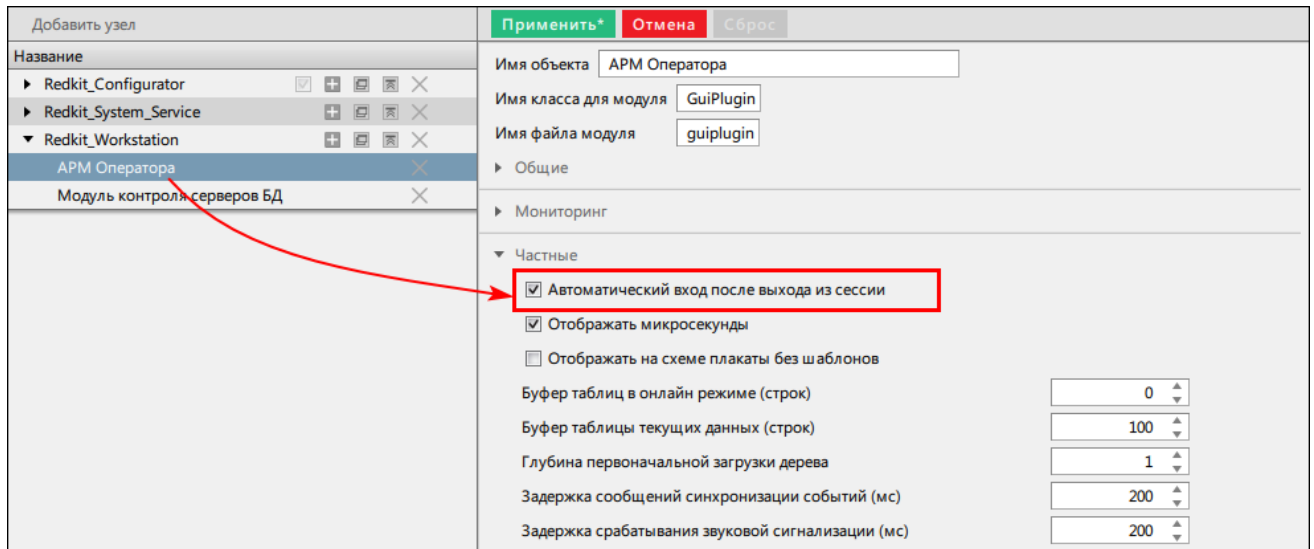 Добавить узел
Название
Redkit_Configurator
Redkit_System_Service
Redkit_Workstation
АРМ Оператора
Модуль контроля серверов БД
Применить* Отмена Сброс
Имя объекта АРМ Оператора
Имя класса для модуля GuiPlugin
Имя файла модуля guiplugin
Общие
Мониторинг
Частные
Автоматический вход после выхода из сессии
Отображать микросекунды
Отображать на схеме плакаты без шаблонов
Буфер таблиц в онлайн режиме (строк) 0
Буфер таблицы текущих данных (строк) 100
Глубина первоначальной загрузки дерева 1
Задержка сообщений синхронизации событий (мс) 200
Задержка срабатывания звуковой сигнализации (мс) 200